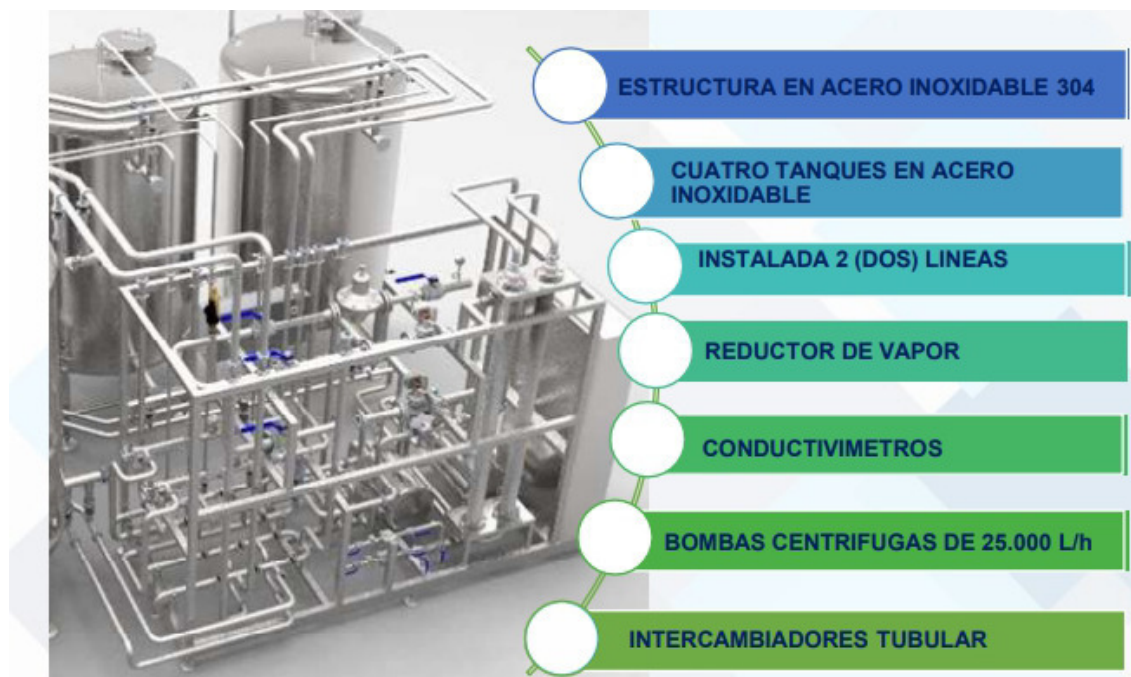 ESTRUCTURA EN ACERO INOXIDABLE 304
CUATRO TANQUES EN ACERO
INOXIDABLE
INSTALADA 2 (DOS) LINEAS
REDUCTOR DE VAPOR
CONDUCTIVIMETROS
BOMBAS CENTRIFUGAS DE 25.000 L/h
INTERCAMBIADORES TUBULAR